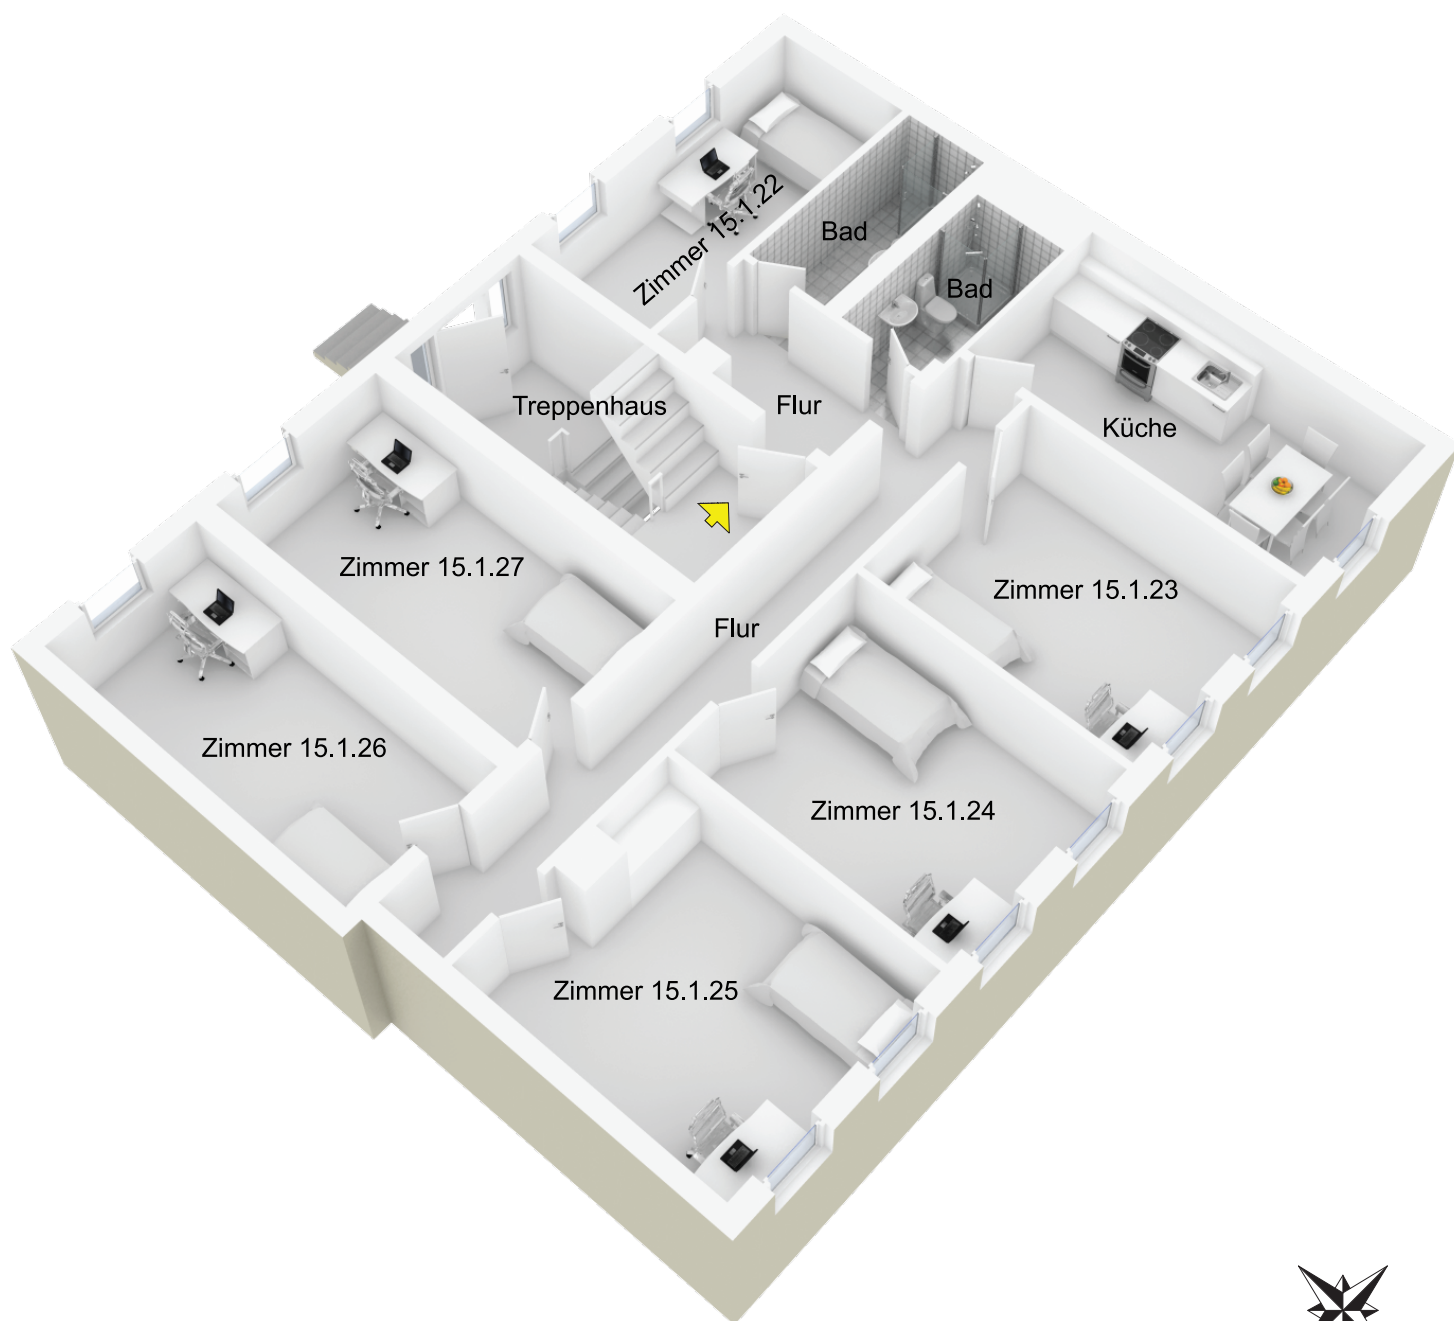 Zimmer 15.1.22
Bad
Bad
Treppenhaus
Flur
Küche
Zimmer 15.1.27
Zimmer 15.1.23
Flur
Zimmer 15.1.26
Zimmer 15.1.24
Zimmer 15.1.25